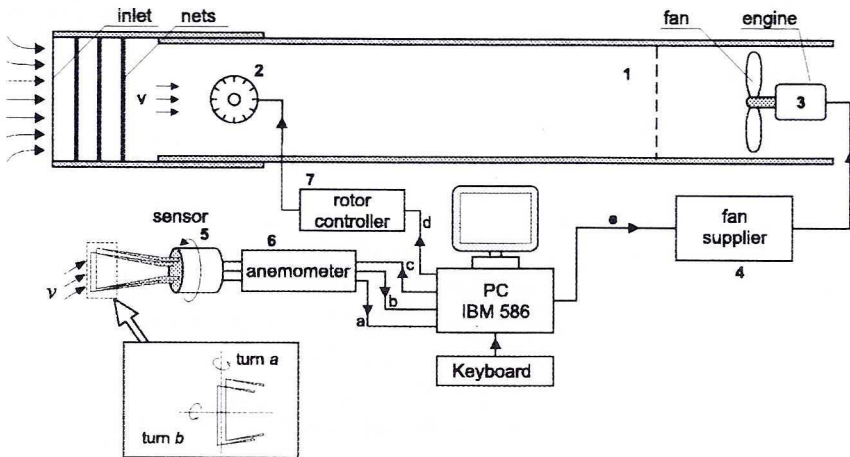 inlet
nets
fan
engine
2
1
v
3
7
rotor
controller
d
fan
supplier
4
e
sensor
5
6
anemometer
c
b
a
v
PC
IBM 586
Keyboard
turn a
turn b